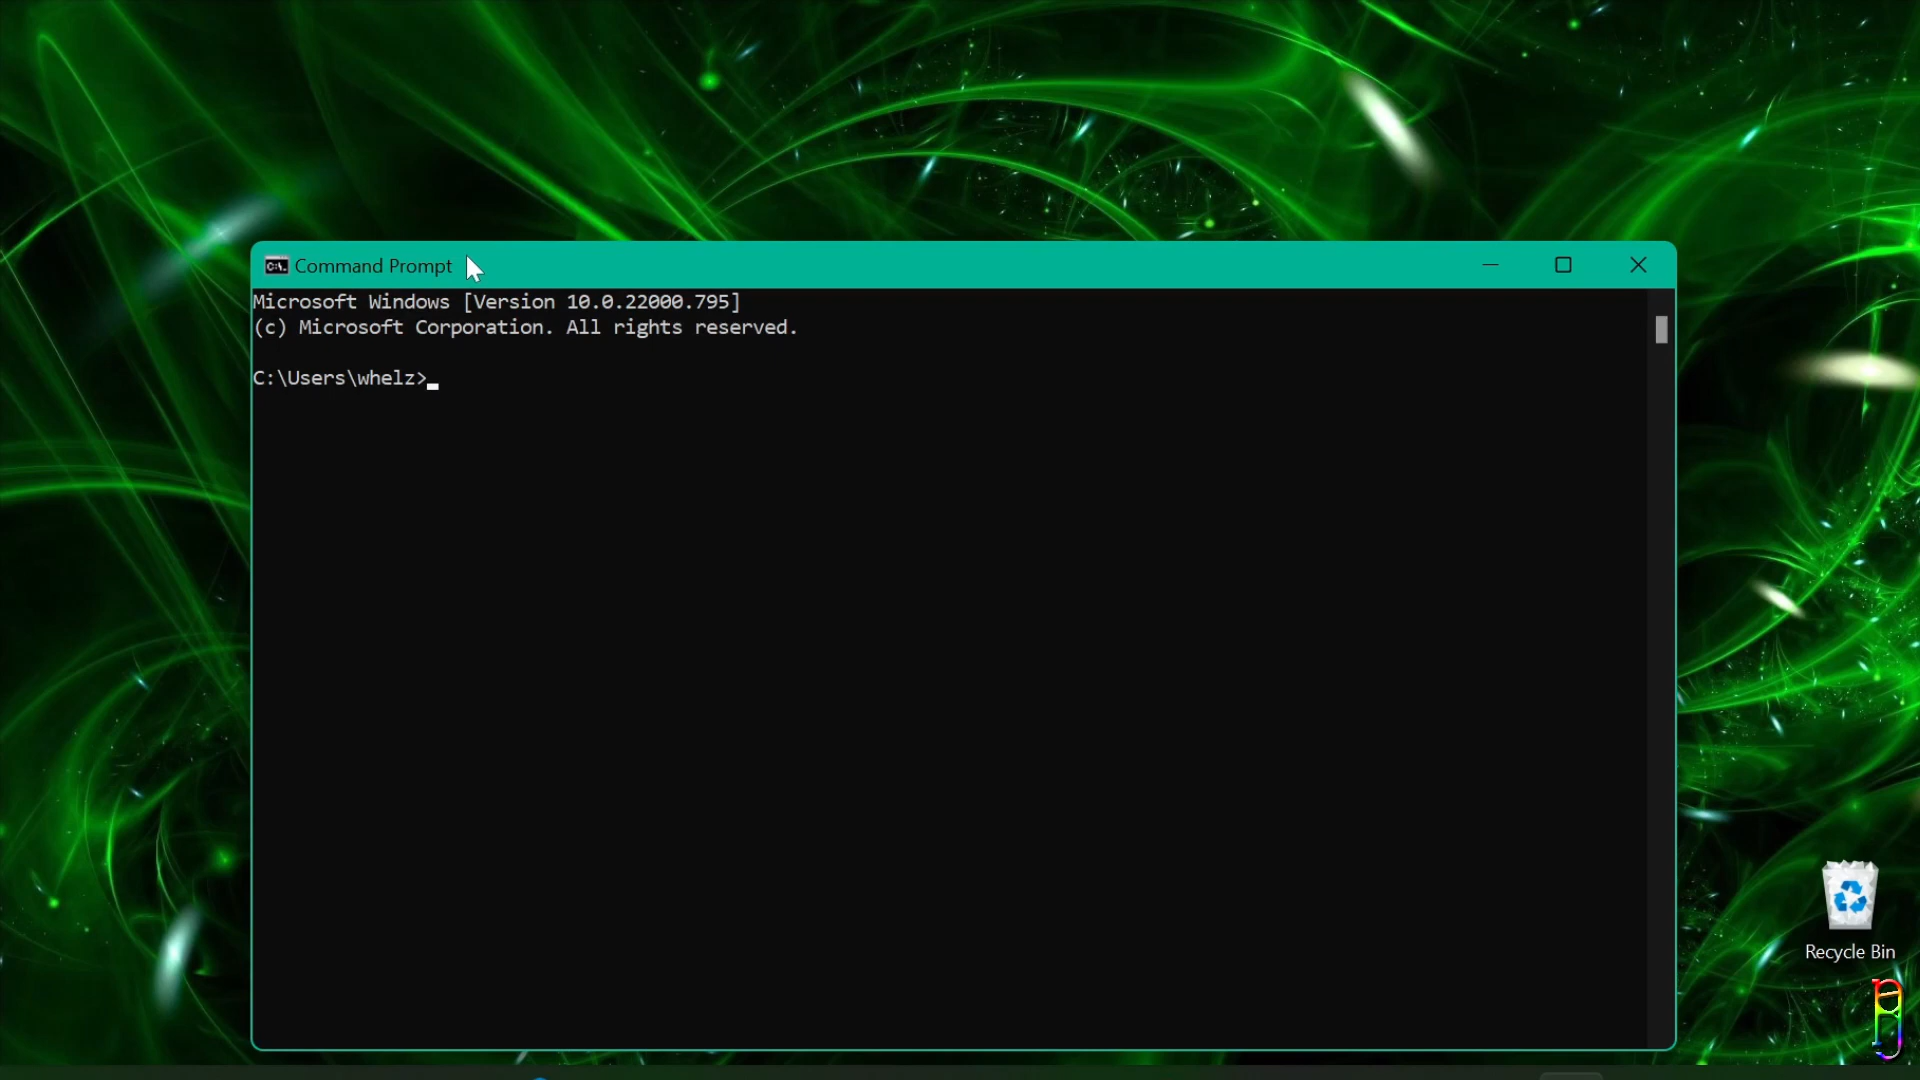 Command Prompt
Microsoft Windows [Version 10.0.22000.795]
(c) Microsoft Corporation. All rights reserved.
C:\Users\whelz>
Recycle Bin